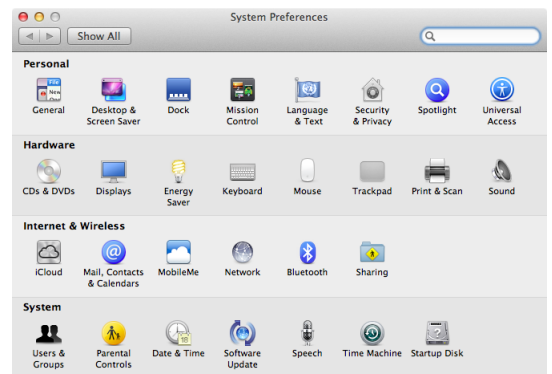 System Preferences
Show All
Personal
General
Desktop &
Screen Saver
Dock
Mission
Control
Language
& Text
Security
& Privacy
Spotlight
Universal
Access
Hardware
CDs & DVDs
Displays
Energy
Saver
Keyboard
Mouse
Trackpad
Print & Scan
Sound
Internet & Wireless
iCloud
Mail, Contacts
& Calendars
MobileMe
Network
Bluetooth
Sharing
System
Users &
Groups
Parental
Controls
Date & Time
Software
Update
Speech
Time Machine
Startup Disk